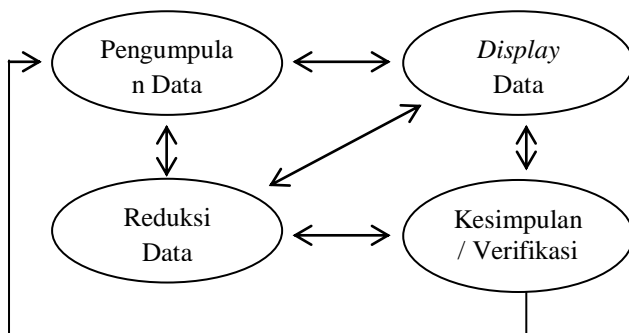 Pengumpula
n Data
Display
Data
Reduksi
Data
Kesimpulan
/ Verifikasi